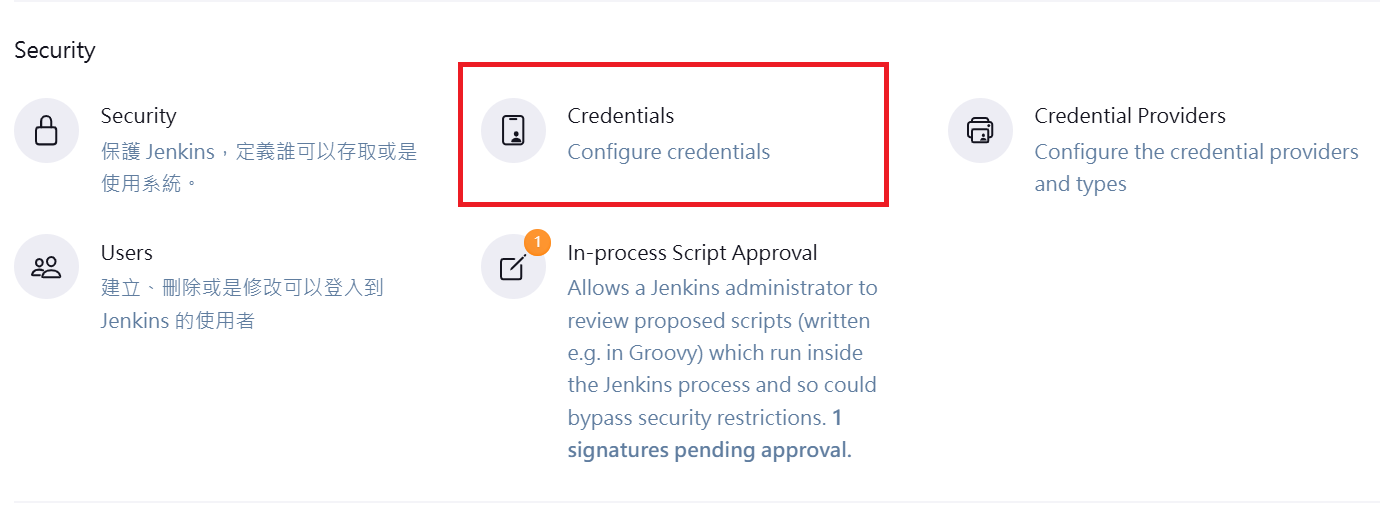 Security
Security
保護 Jenkins，定義誰可以存取或是
使用系統。
Credentials
Configure credentials
Credential Providers
Configure the credential providers
and types
Users
建立、刪除或是修改可以登入到
Jenkins 的使用者
1
In-process Script Approval
Allows a Jenkins administrator to
review proposed scripts (written
e.g. in Groovy) which run inside
the Jenkins process and so could
bypass security restrictions. 1
signatures pending approval.